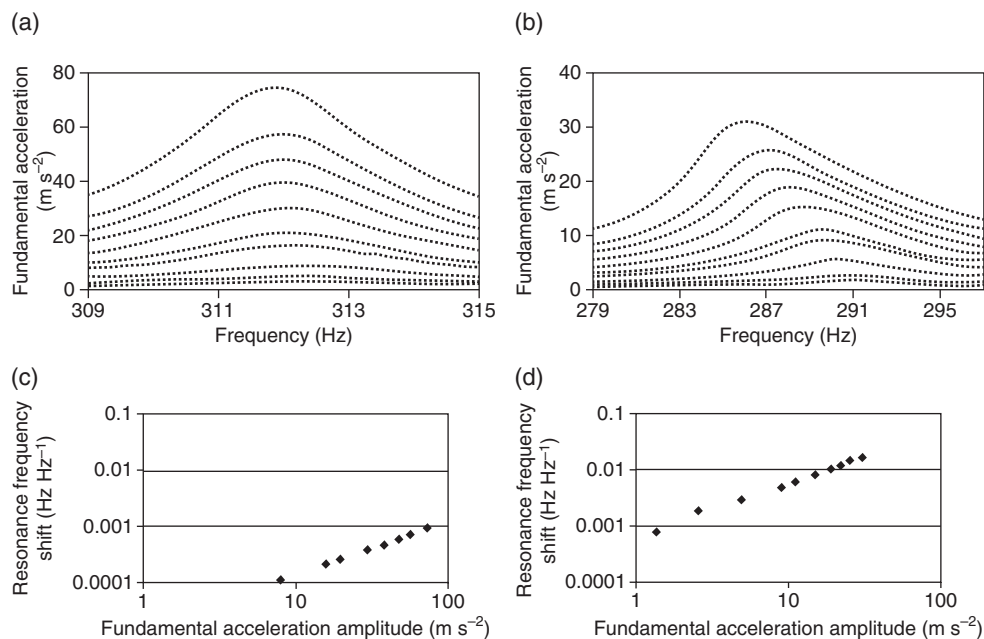 (a)
Fundamental acceleration
(m s⁻²)
80
60
40
20
0
309
311
313
315
Frequency (Hz)
(b)
Fundamental acceleration
(m s⁻²)
40
30
20
10
0
279
283
287
291
295
Frequency (Hz)
(c)
Resonance frequency
shift (Hz Hz⁻¹)
0.1
0.01
0.001
0.0001
1
10
100
Fundamental acceleration amplitude (m s⁻²)
(d)
Resonance frequency
shift (Hz Hz⁻¹)
0.1
0.01
0.001
0.0001
1
10
100
Fundamental acceleration amplitude (m s⁻²)